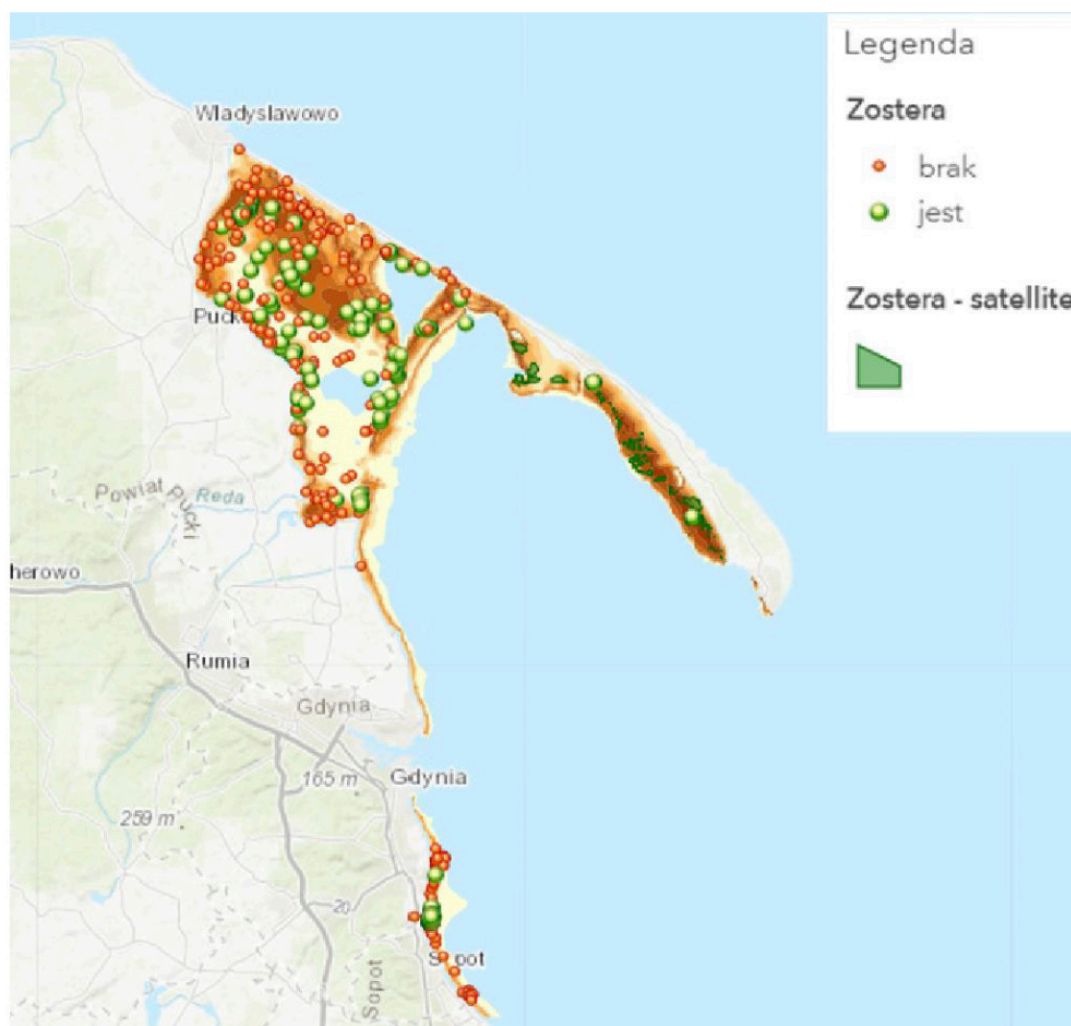 Legenda
Wladyslawowo
Zostera
brak
jest
Zostera - satellite
Puck
Powiat Pucki
Reda
herowo
Rumia
Gdynia
Gdynia
165 m
259 m
20
Sopot
Sopot